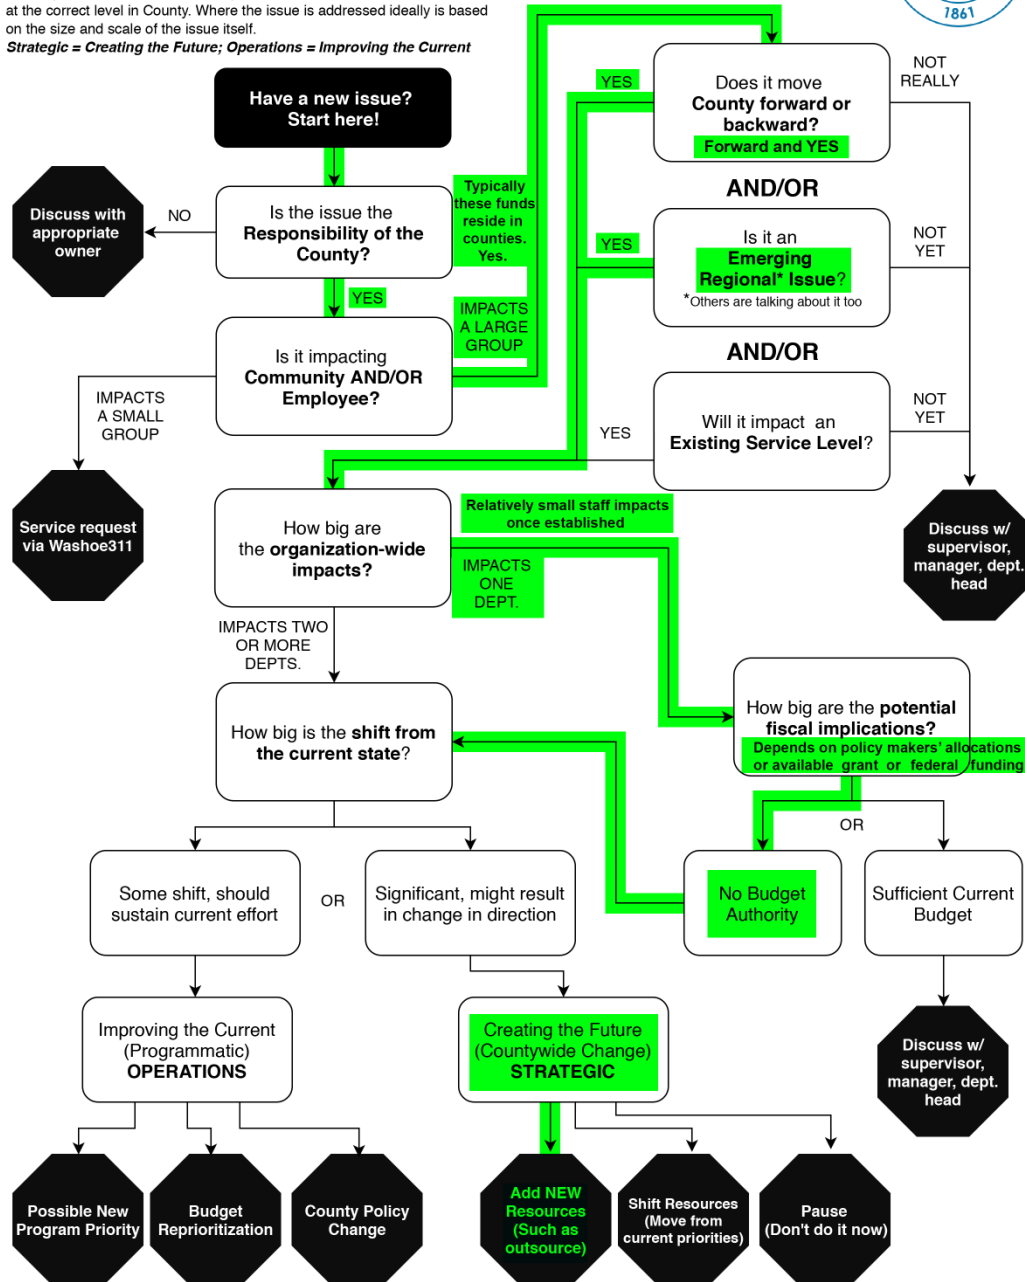 at the correct level in County. Where the issue is addressed ideally is based
on the size and scale of the issue itself.
Strategic = Creating the Future; Operations = Improving the Current
1861
Have a new issue?
Start here!
Is the issue the
Responsibility of the
County?
NO
Discuss with
appropriate
owner
YES
Typically
these funds
reside in
counties.
Yes.
Is it impacting
Community AND/OR
Employee?
IMPACTS
A LARGE
GROUP
IMPACTS
A SMALL
GROUP
Service request
via Washoe311
Does it move
County forward or
backward?
Forward and YES
YES
NOT
REALLY
AND/OR
Is it an
Emerging
Regional* Issue?
*Others are talking about it too
YES
NOT
YET
AND/OR
Will it impact an
Existing Service Level?
YES
NOT
YET
Discuss w/
supervisor,
manager, dept.
head
How big are
the organization-wide
impacts?
Relatively small staff impacts
once established
IMPACTS
ONE
DEPT.
IMPACTS TWO
OR MORE
DEPTS.
How big are the potential
fiscal implications?
Depends on policy makers' allocations
or available grant or federal funding
How big is the shift from
the current state?
OR
No Budget
Authority
Sufficient Current
Budget
Discuss w/
supervisor,
manager, dept.
head
Some shift, should
sustain current effort
OR
Significant, might result
in change in direction
Improving the Current
(Programmatic)
OPERATIONS
Creating the Future
(Countywide Change)
STRATEGIC
Possible New
Program Priority
Budget
Reprioritization
County Policy
Change
Add NEW
Resources
(Such as
outsource)
Shift Resources
(Move from
current priorities)
Pause
(Don't do it now)